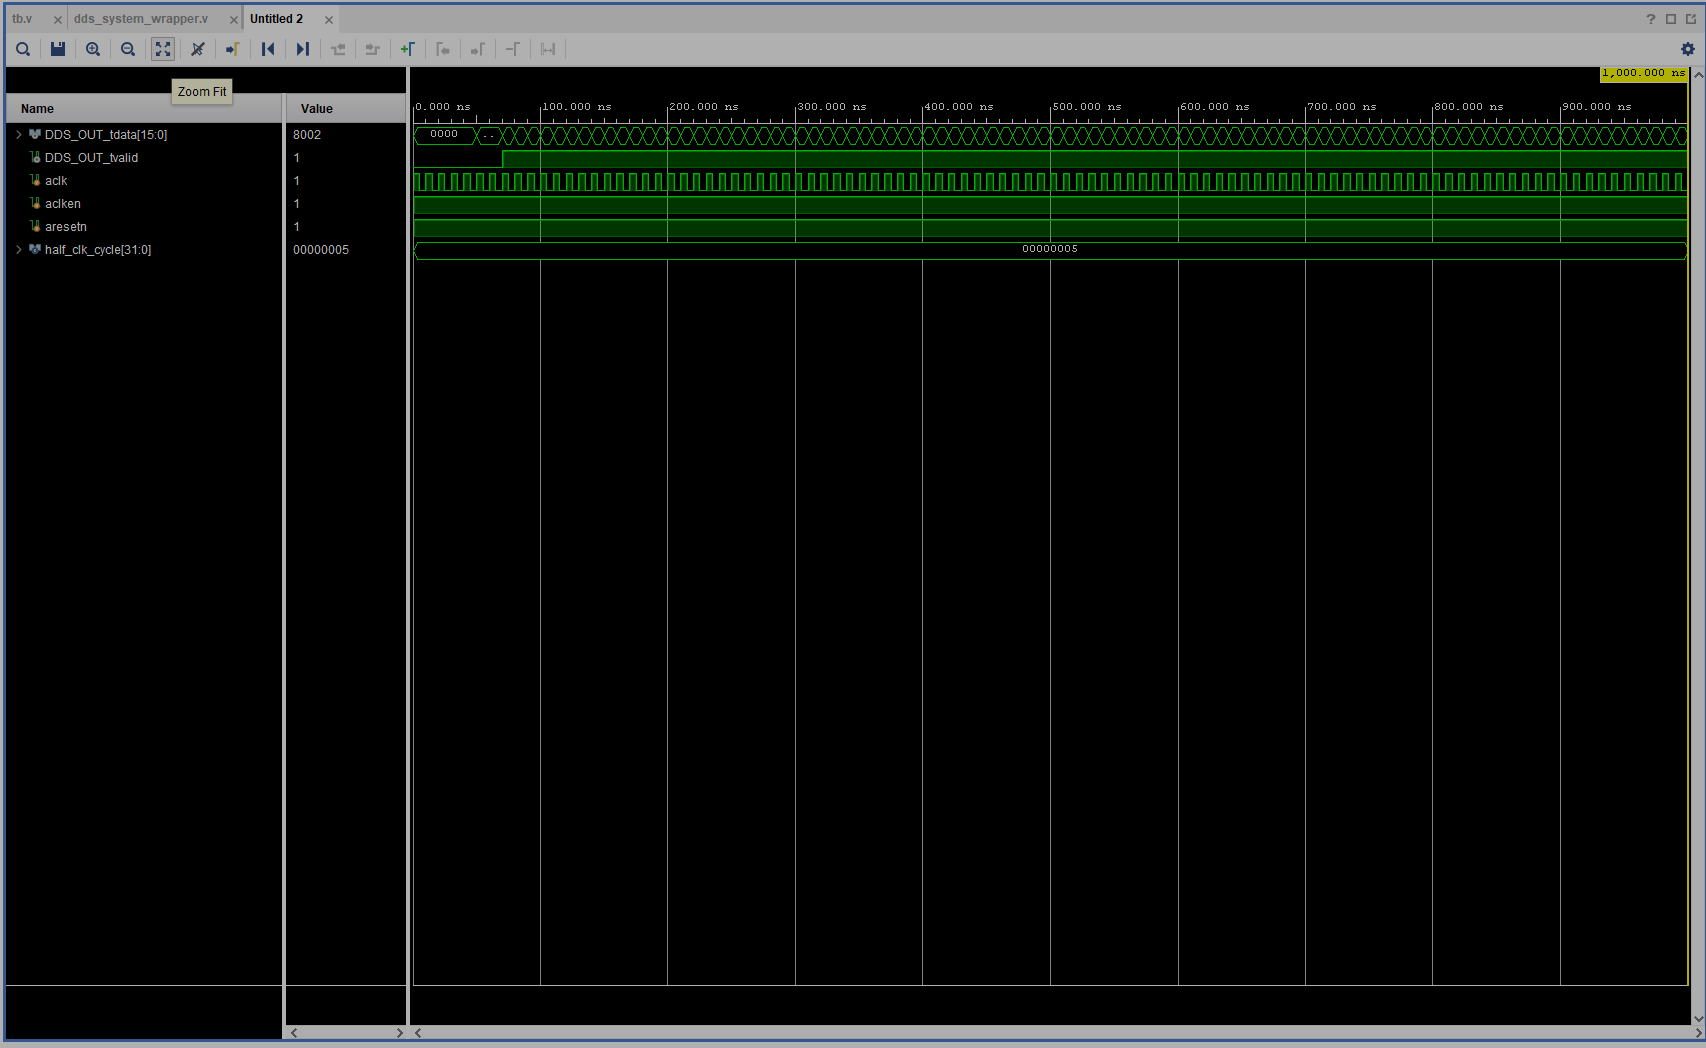 tb.v × dds_system_wrapper.v × Untitled 2 ×
?
Zoom Fit
1,000.000 ns
Name Value
0.000 ns 100.000 ns 200.000 ns 300.000 ns 400.000 ns 500.000 ns 600.000 ns 700.000 ns 800.000 ns 900.000 ns
DDS_OUT_tdata[15:0] 8002 0000 ..
DDS_OUT_tvalid 1
aclk 1
aclken 1
aresetn 1
half_clk_cycle[31:0] 00000005 00000005